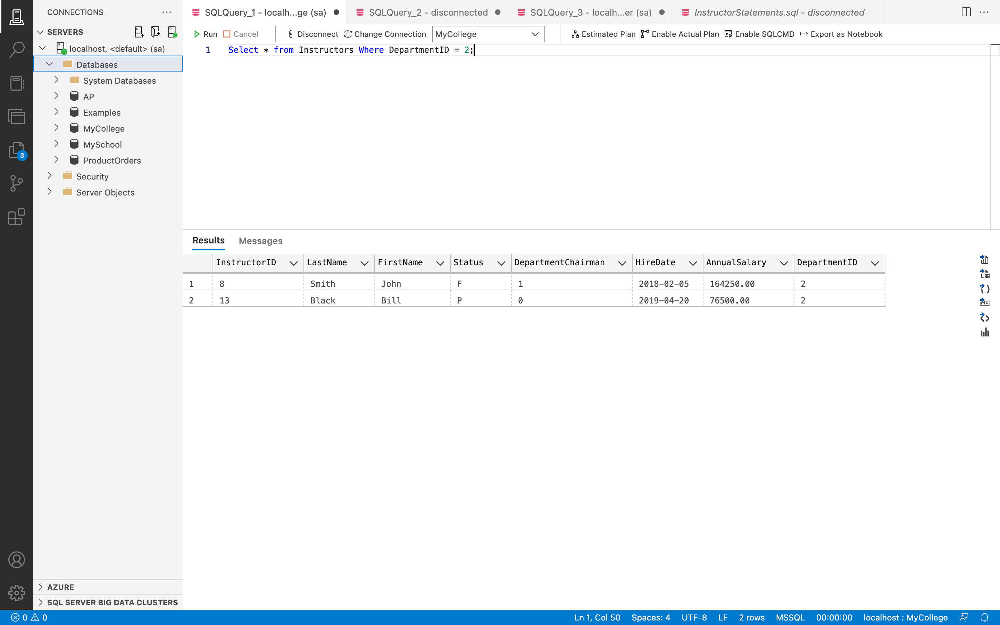 CONNECTIONS
SERVERS
localhost, <default> (sa)
Databases
System Databases
AP
Examples
MyCollege
MySchool
ProductOrders
Security
Server Objects
AZURE
SQL SERVER BIG DATA CLUSTERS
3
SQLQuery_1 - localh...ge (sa) SQLQuery_2 - disconnected SQLQuery_3 - localh...er (sa) InstructorStatements.sql - disconnected
Run Cancel Disconnect Change Connection MyCollege Estimated Plan Enable Actual Plan Enable SQLCMD Export as Notebook
1 Select * from Instructors Where DepartmentID = 2;
Results Messages
InstructorID LastName FirstName Status DepartmentChairman HireDate AnnualSalary DepartmentID
1 8 Smith John F 1 2018-02-05 164250.00 2
2 13 Black Bill P 0 2019-04-20 76500.00 2
0 0 Ln 1, Col 50 Spaces: 4 UTF-8 LF 2 rows MSSQL 00:00:00 localhost : MyCollege